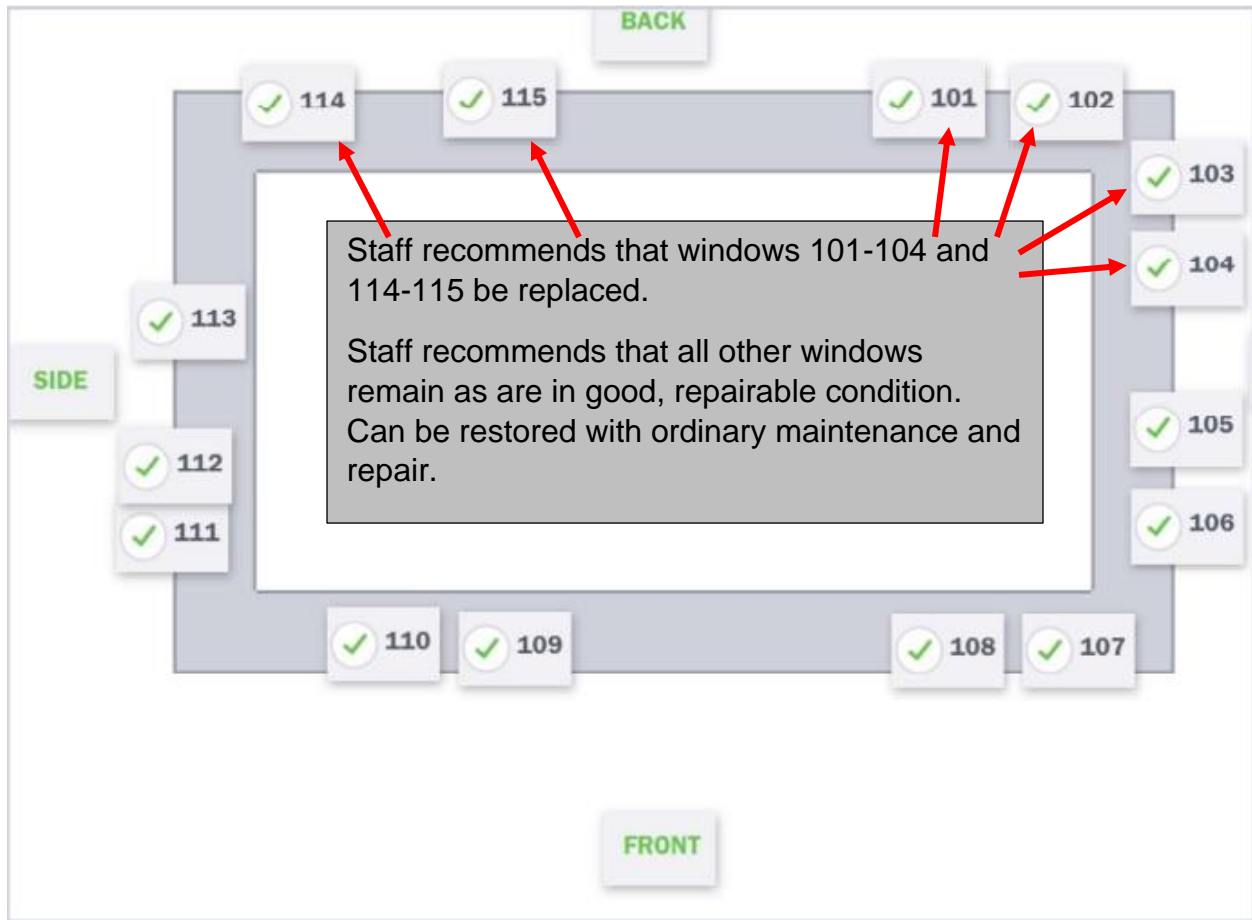 BACK
114
115
101
102
103
104
Staff recommends that windows 101-104 and
114-115 be replaced.
Staff recommends that all other windows
remain as are in good, repairable condition.
Can be restored with ordinary maintenance and
repair.
113
SIDE
112
111
105
106
110
109
108
107
FRONT